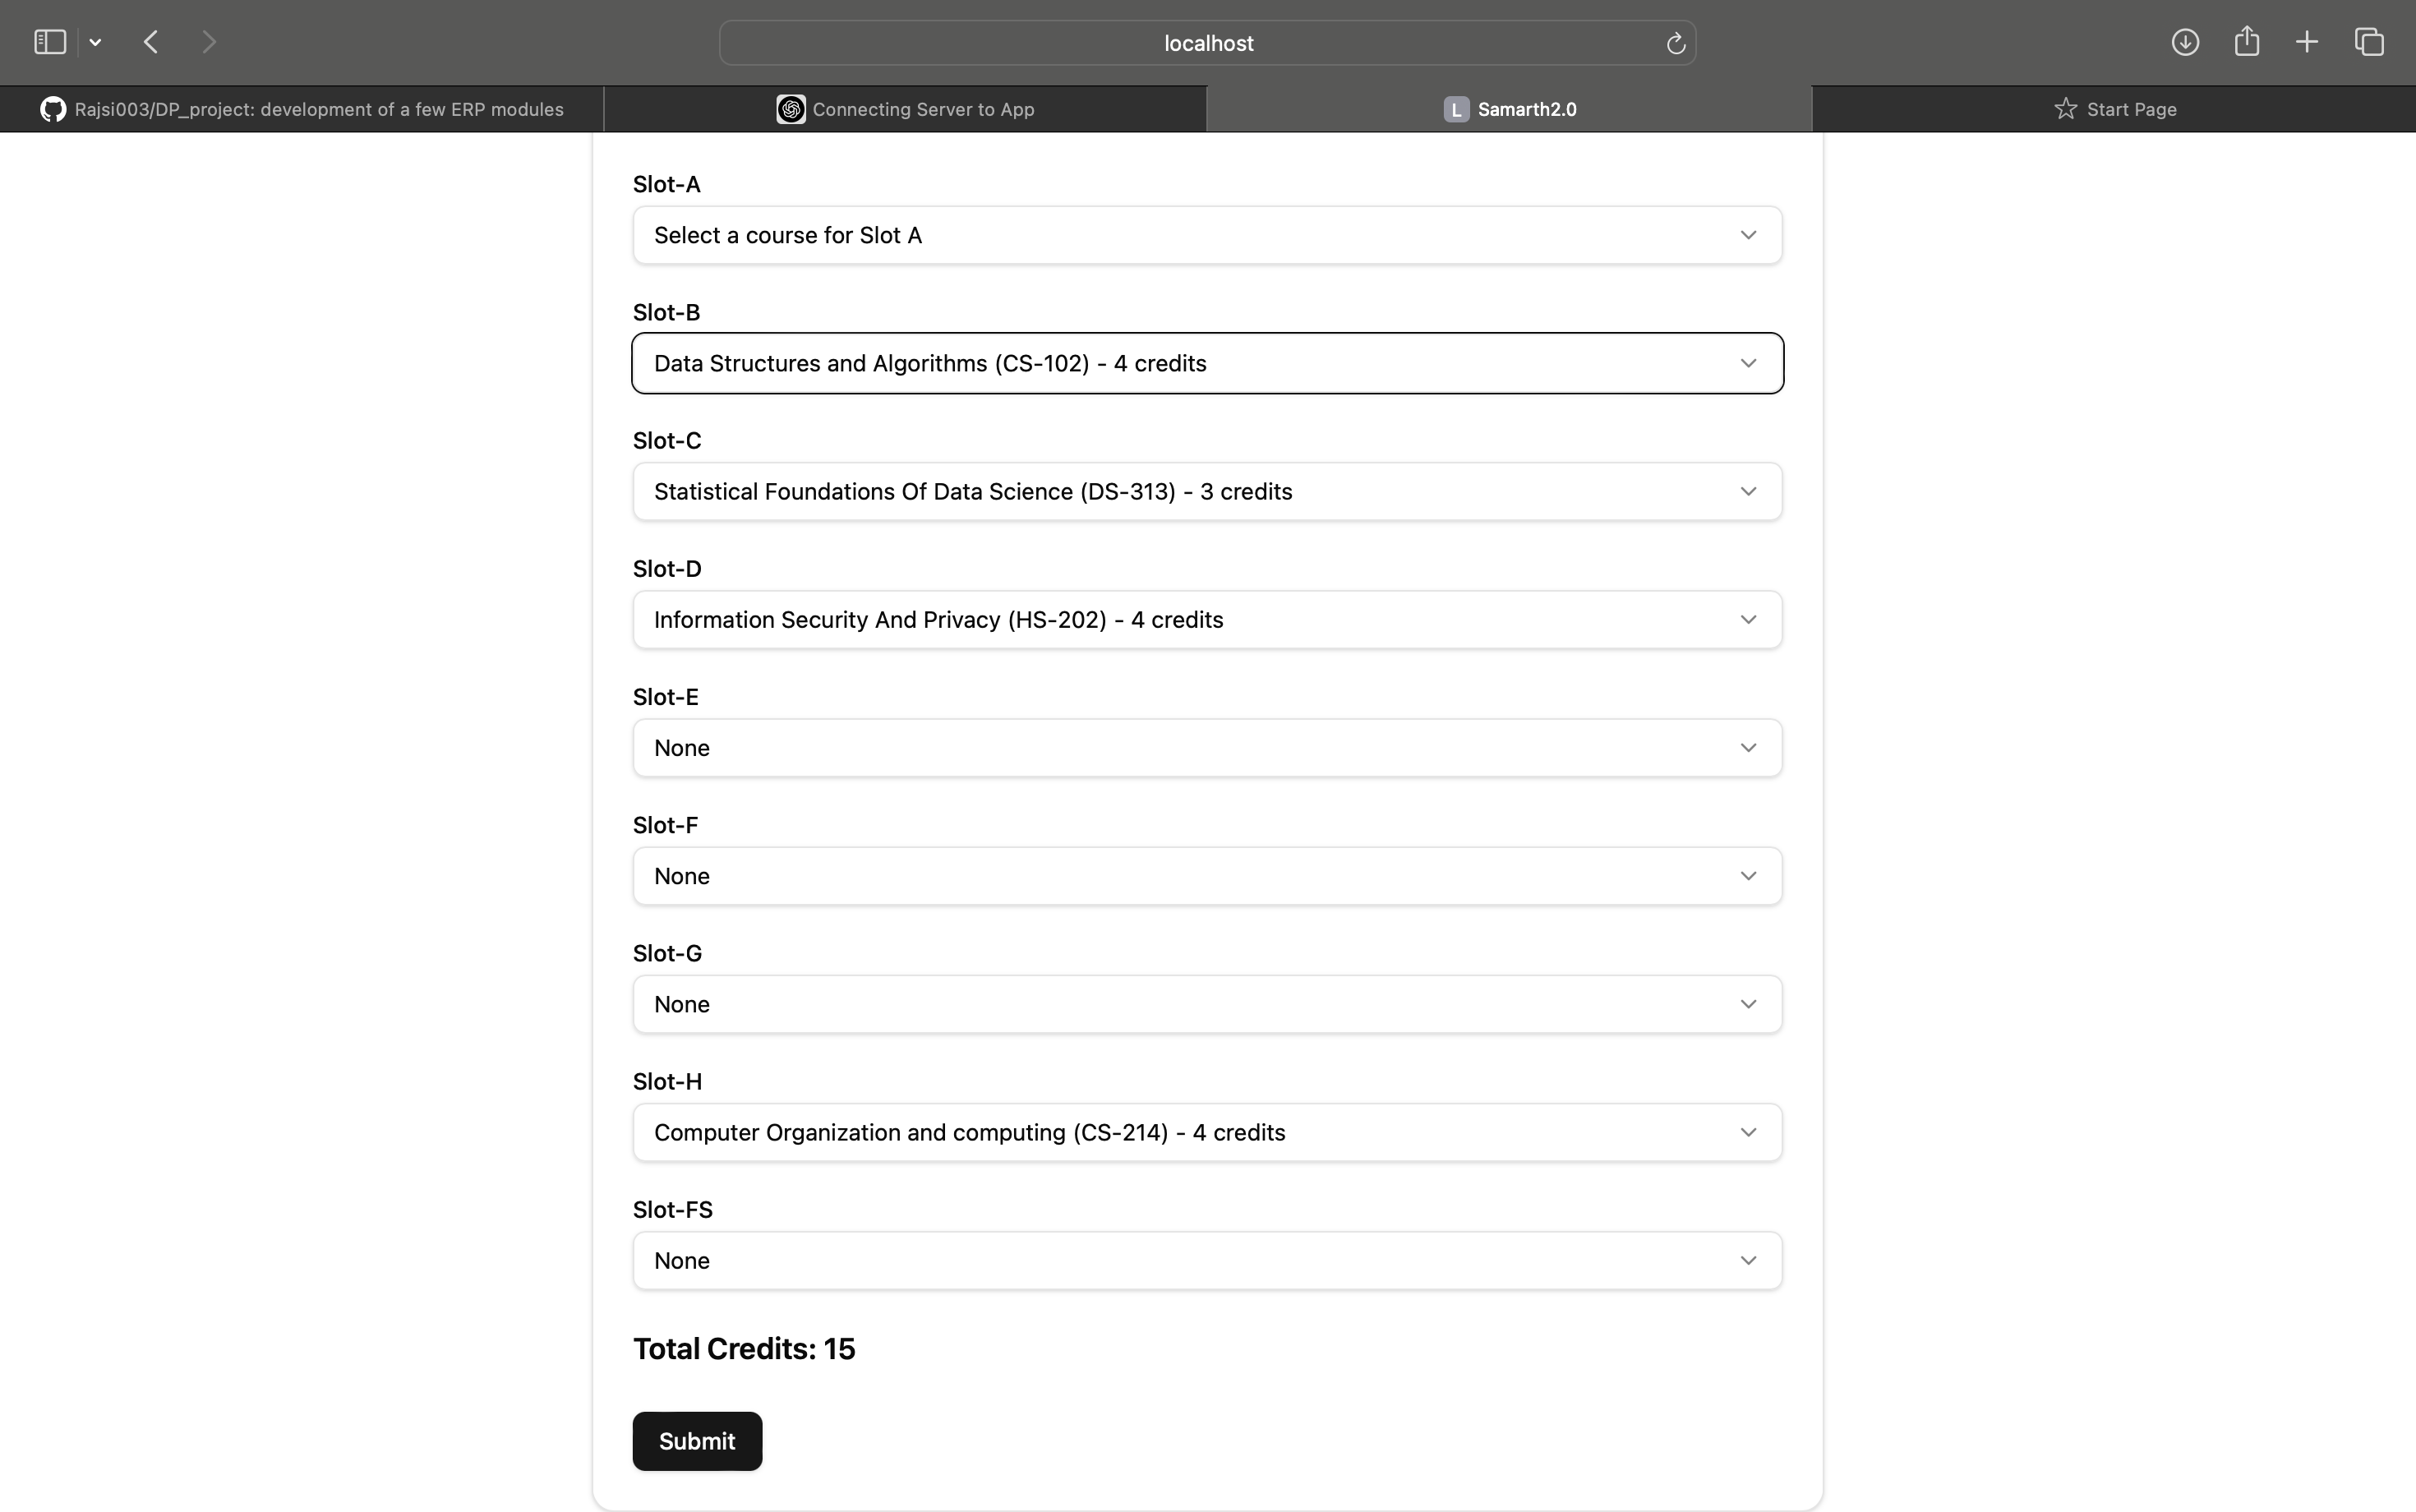 localhost
Rajsi003/DP_project: development of a few ERP modules
Connecting Server to App
L Samarth2.0
Start Page
Slot-A
Select a course for Slot A
Slot-B
Data Structures and Algorithms (CS-102) - 4 credits
Slot-C
Statistical Foundations Of Data Science (DS-313) - 3 credits
Slot-D
Information Security And Privacy (HS-202) - 4 credits
Slot-E
None
Slot-F
None
Slot-G
None
Slot-H
Computer Organization and computing (CS-214) - 4 credits
Slot-FS
None
Total Credits: 15
Submit